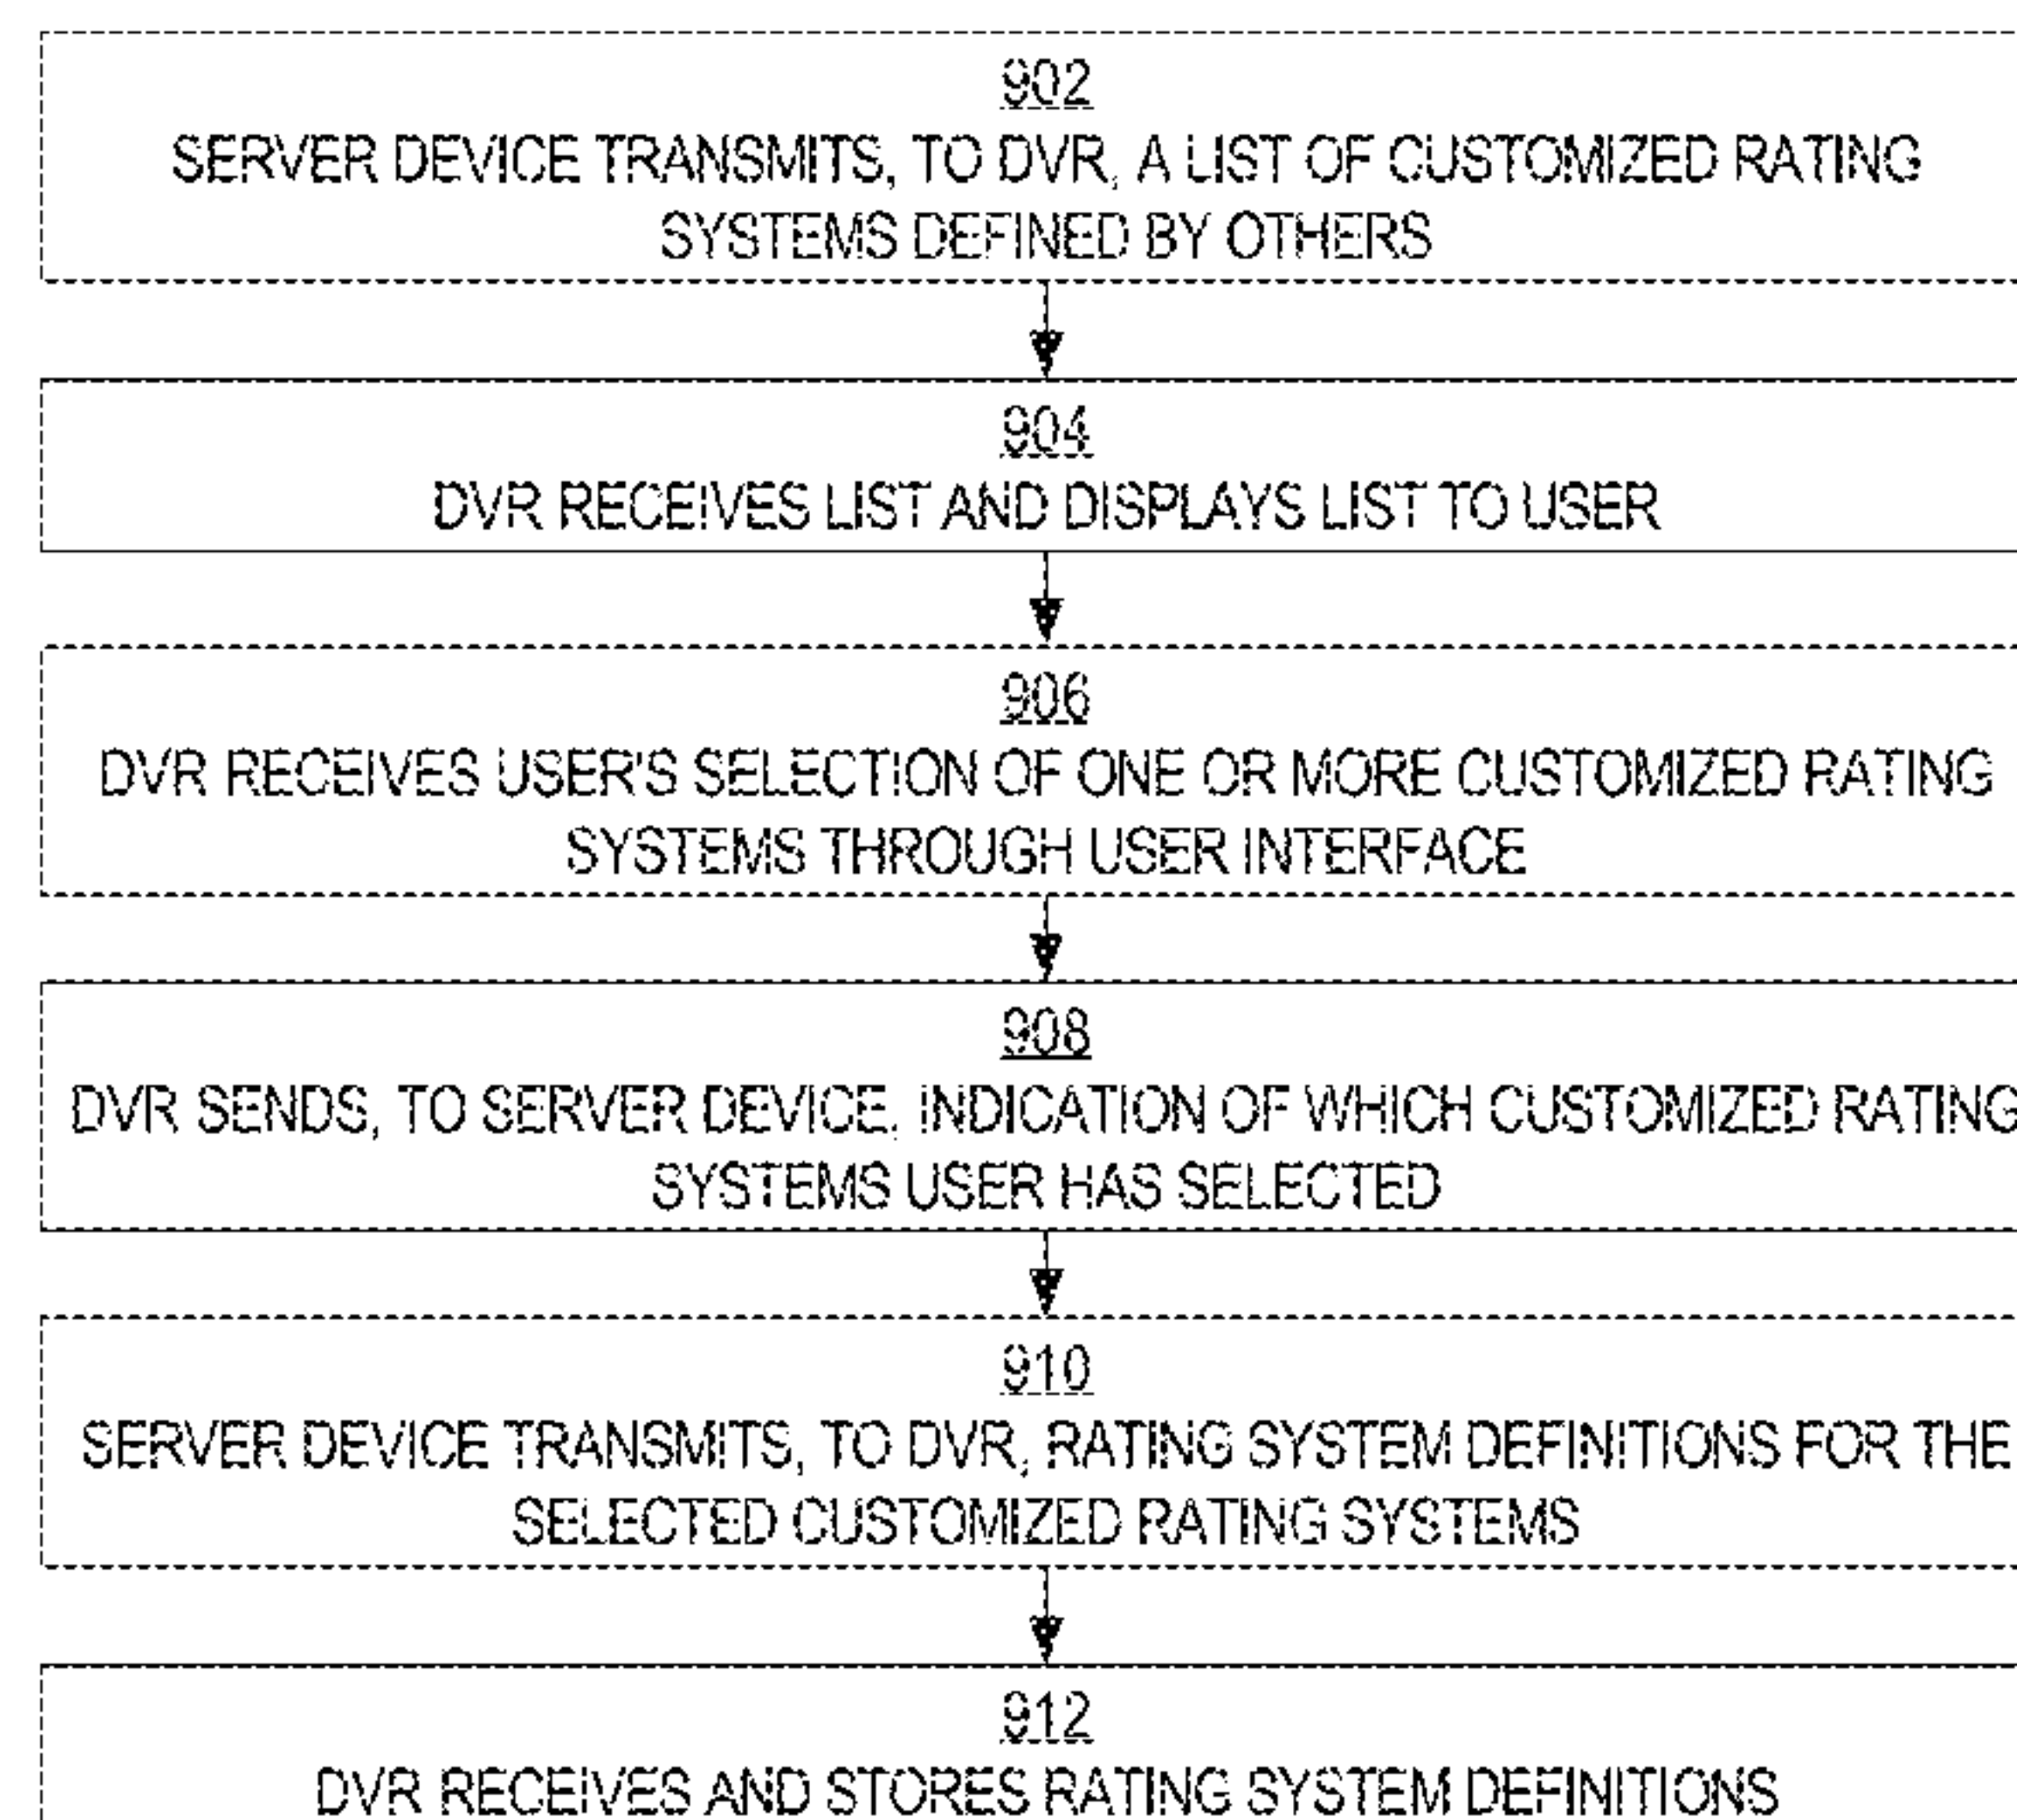 902
SERVER DEVICE TRANSMITS, TO DVR, A LIST OF CUSTOMIZED RATING
SYSTEMS DEFINED BY OTHERS
904
DVR RECEIVES LIST AND DISPLAYS LIST TO USER
906
DVR RECEIVES USER'S SELECTION OF ONE OR MORE CUSTOMIZED RATING
SYSTEMS THROUGH USER INTERFACE
908
DVR SENDS, TO SERVER DEVICE, INDICATION OF WHICH CUSTOMIZED RATING
SYSTEMS USER HAS SELECTED
910
SERVER DEVICE TRANSMITS, TO DVR, RATING SYSTEM DEFINITIONS FOR THE
SELECTED CUSTOMIZED RATING SYSTEMS
912
DVR RECEIVES AND STORES RATING SYSTEM DEFINITIONS